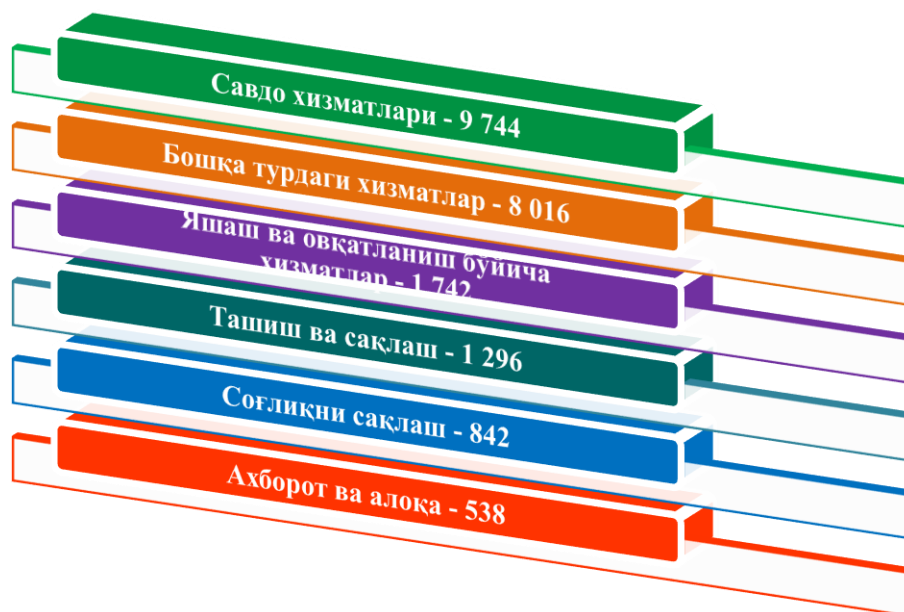 Савдо хизматлари - 9 744
Бошқа турдаги хизматлар - 8 016
Яшаш ва овқатланиш бўйича
хизматлар - 1 742
Ташиш ва сақлаш - 1 296
Соғлиқни сақлаш - 842
Ахборот ва алоқа - 538